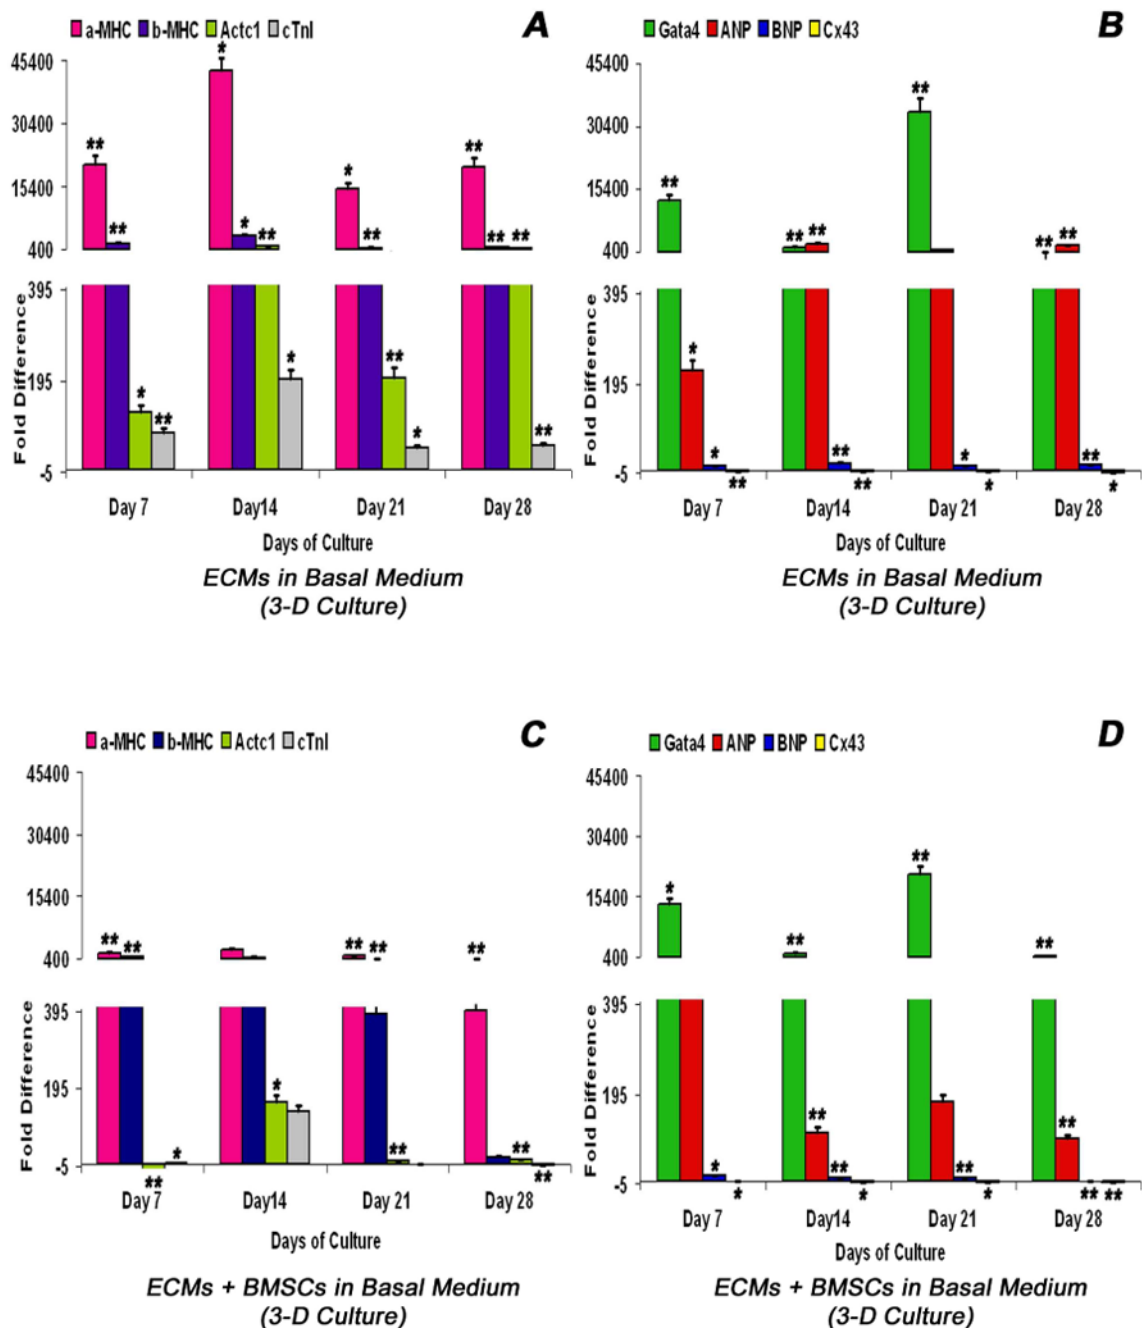 a-MHC b-MHC Actc1 cTnI A
45400
30400
15400
400
395
195
-5
Fold Difference
* ** ** * ** ** * ** * ** ** ** * ** * ** * **
Day 7 Day14 Day 21 Day 28
Days of Culture
ECMs in Basal Medium
(3-D Culture)
Gata4 ANP BNP Cx43 B
45400
30400
15400
400
395
195
-5
Fold Difference
** ** ** ** ** ** * * ** * ** ** ** * *
Day 7 Day14 Day 21 Day 28
Days of Culture
ECMs in Basal Medium
(3-D Culture)
a-MHC b-MHC Actc1 cTnI C
45400
30400
15400
400
395
195
-5
Fold Difference
** ** ** ** ** * * ** ** ** **
Day 7 Day14 Day 21 Day 28
Days of Culture
ECMs + BMSCs in Basal Medium
(3-D Culture)
Gata4 ANP BNP Cx43 D
45400
30400
15400
400
395
195
-5
Fold Difference
* ** ** ** ** ** * ** ** * * * ** **
Day 7 Day14 Day 21 Day 28
Days of Culture
ECMs + BMSCs in Basal Medium
(3-D Culture)